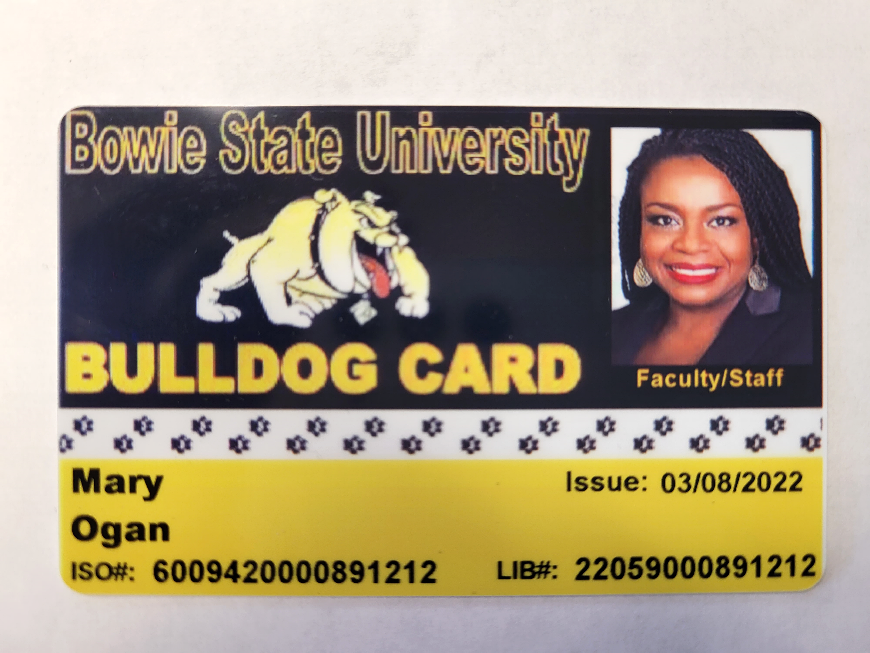 Bowie State University
BULLDOG CARD
Faculty/Staff
Mary
Issue: 03/08/2022
Ogan
ISO#: 6009420000891212
LIB#: 22059000891212